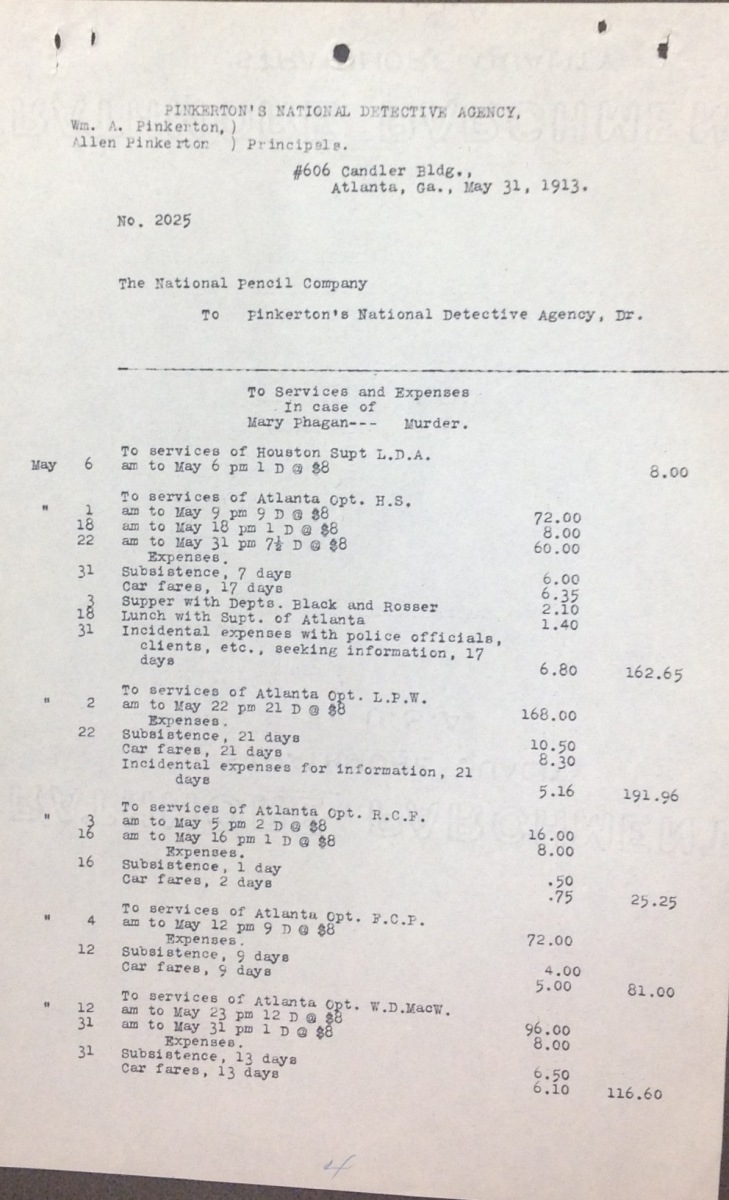 PINKERTON'S NATIONAL DETECTIVE AGENCY,
Wm. A. Pinkerton, )
Allen Pinkerton ) Principals.
#606 Candler Bldg.,
Atlanta, Ga., May 31, 1913.
No. 2025
The National Pencil Company
To Pinkerton's National Detective Agency, Dr.
To Services and Expenses
In case of
Mary Phagan--- Murder.
To services of Houston Supt L.D.A.
May 6 am to May 6 pm 1 D @ $8 8.00
To services of Atlanta Opt. H.S.
" 1 am to May 9 pm 9 D @ $8 72.00
18 am to May 18 pm 1 D @ $8 8.00
22 am to May 31 pm 7½ D @ $8 60.00
Expenses.
31 Subsistence, 7 days 6.00
Car fares, 17 days 6.35
3 Supper with Depts. Black and Rosser 2.10
18 Lunch with Supt. of Atlanta 1.40
31 Incidental expenses with police officials,
clients, etc., seeking information, 17
days 6.80 162.65
To services of Atlanta Opt. L.P.W.
" 2 am to May 22 pm 21 D @ $8 168.00
Expenses.
22 Subsistence, 21 days 10.50
Car fares, 21 days 8.30
Incidental expenses for information, 21
days 5.16 191.96
To services of Atlanta Opt. R.C.F.
" 3 am to May 5 pm 2 D @ $8 16.00
16 am to May 16 pm 1 D @ $8 8.00
Expenses.
16 Subsistence, 1 day .50
Car fares, 2 days .75 25.25
To services of Atlanta Opt. F.C.P.
" 4 am to May 12 pm 9 D @ $8 72.00
Expenses.
12 Subsistence, 9 days 4.00
Car fares, 9 days 5.00 81.00
To services of Atlanta Opt. W.D.MacW.
" 12 am to May 23 pm 12 D @ $8 96.00
31 am to May 31 pm 1 D @ $8 8.00
Expenses.
31 Subsistence, 13 days 6.50
Car fares, 13 days 6.10 116.60
4